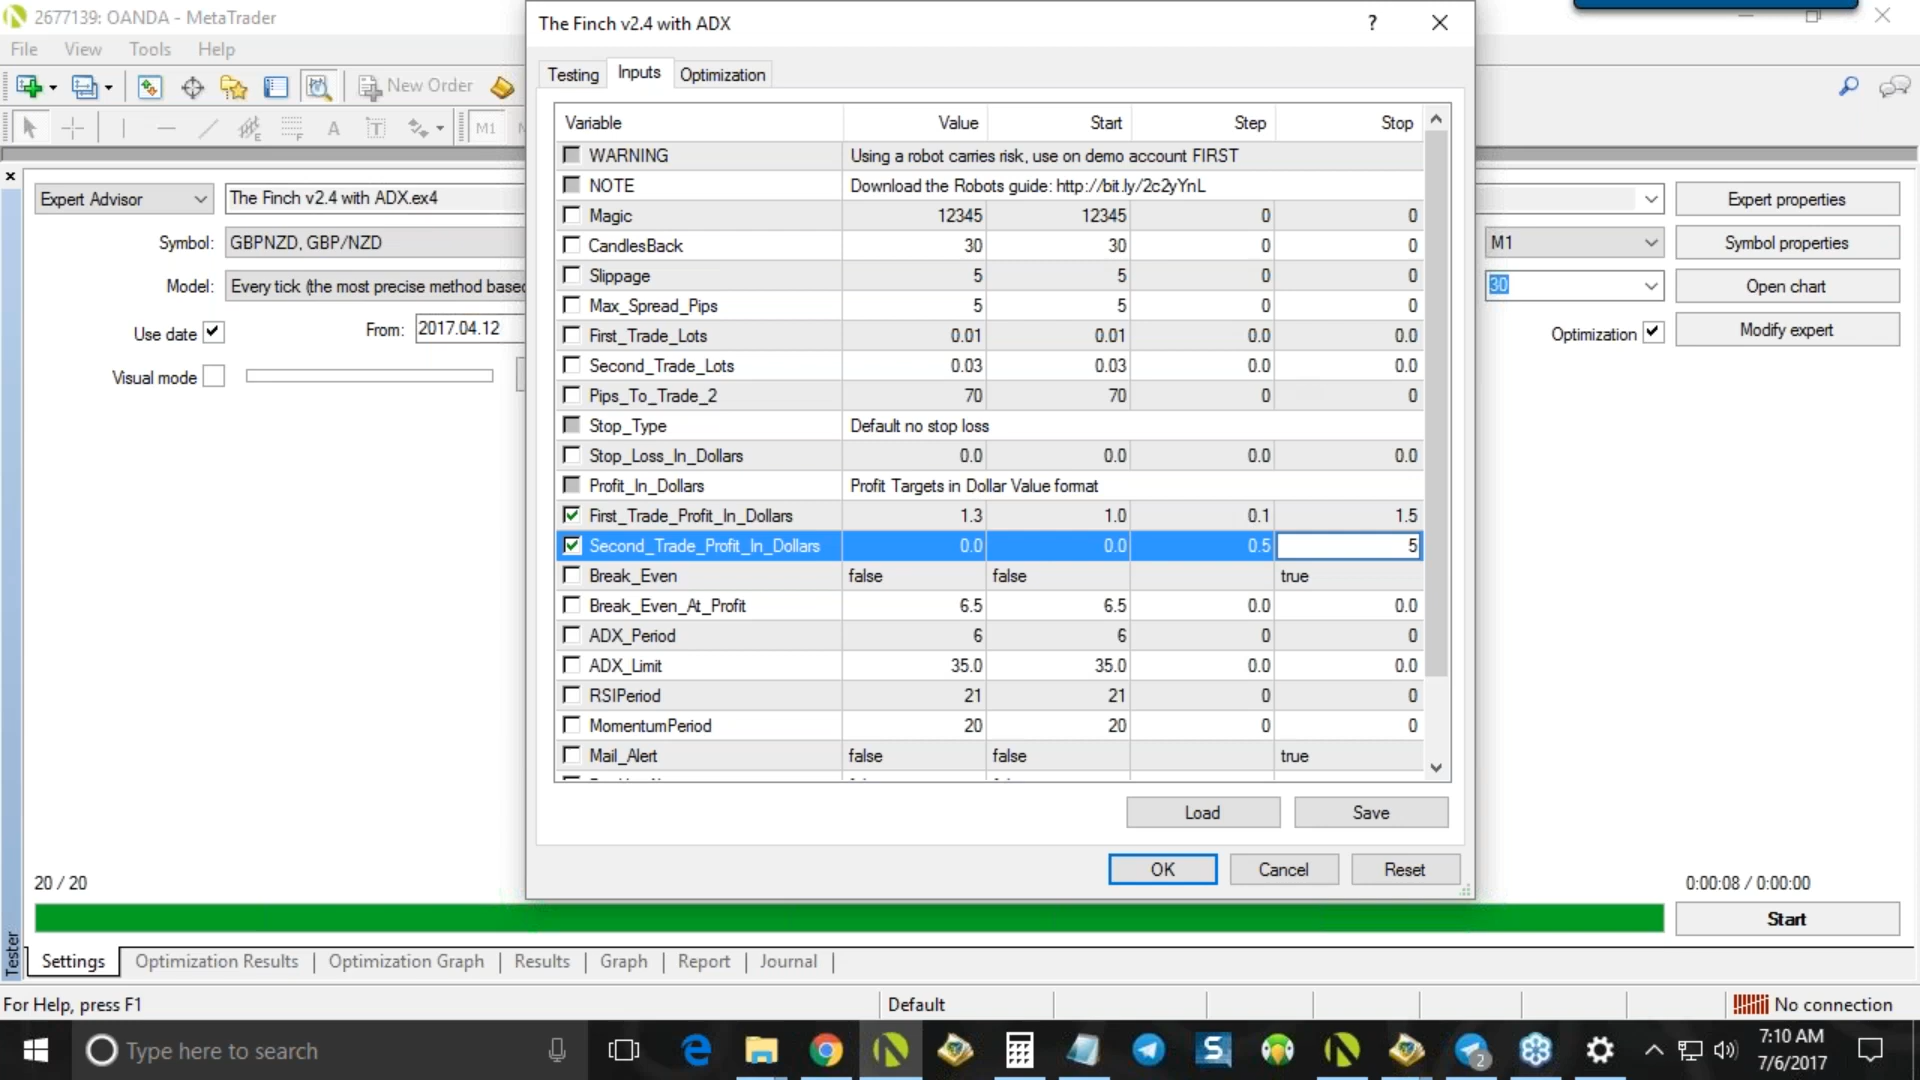 2677139: OANDA - MetaTrader
File View Tools Help
New Order
A T M1
Expert Advisor The Finch v2.4 with ADX.ex4
Symbol: GBPNZD, GBP/NZD
Model: Every tick (the most precise method based
Use date From: 2017.04.12
Visual mode
The Finch v2.4 with ADX
Testing Inputs Optimization
Variable Value Start Step Stop
WARNING Using a robot carries risk, use on demo account FIRST
NOTE Download the Robots guide: http://bit.ly/2c2yYnL
Magic 12345 12345 0 0
CandlesBack 30 30 0 0
Slippage 5 5 0 0
Max_Spread_Pips 5 5 0 0
First_Trade_Lots 0.01 0.01 0.0 0.0
Second_Trade_Lots 0.03 0.03 0.0 0.0
Pips_To_Trade_2 70 70 0 0
Stop_Type Default no stop loss
Stop_Loss_In_Dollars 0.0 0.0 0.0 0.0
Profit_In_Dollars Profit Targets in Dollar Value format
First_Trade_Profit_In_Dollars 1.3 1.0 0.1 1.5
Second_Trade_Profit_In_Dollars 0.0 0.0 0.5 5
Break_Even false false true
Break_Even_At_Profit 6.5 6.5 0.0 0.0
ADX_Period 6 6 0 0
ADX_Limit 35.0 35.0 0.0 0.0
RSIPeriod 21 21 0 0
MomentumPeriod 20 20 0 0
Mail_Alert false false true
Load Save
OK Cancel Reset
Expert properties
M1 Symbol properties
30 Open chart
Optimization Modify expert
20 / 20 0:00:08 / 0:00:00
Start
Tester
Settings Optimization Results Optimization Graph Results Graph Report Journal
For Help, press F1 Default No connection
Type here to search
2
7:10 AM
7/6/2017